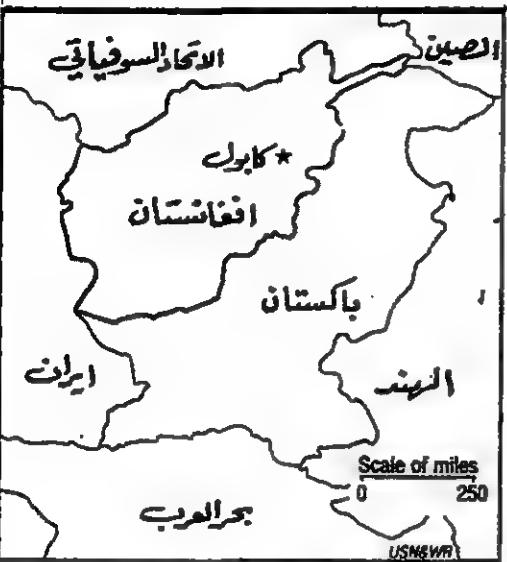 الصين
الاتحاد السوفياتي
كابول
افغانستان
باكستان
ايران
الهند
Scale of miles
0 250
بحر العرب
USN&WR